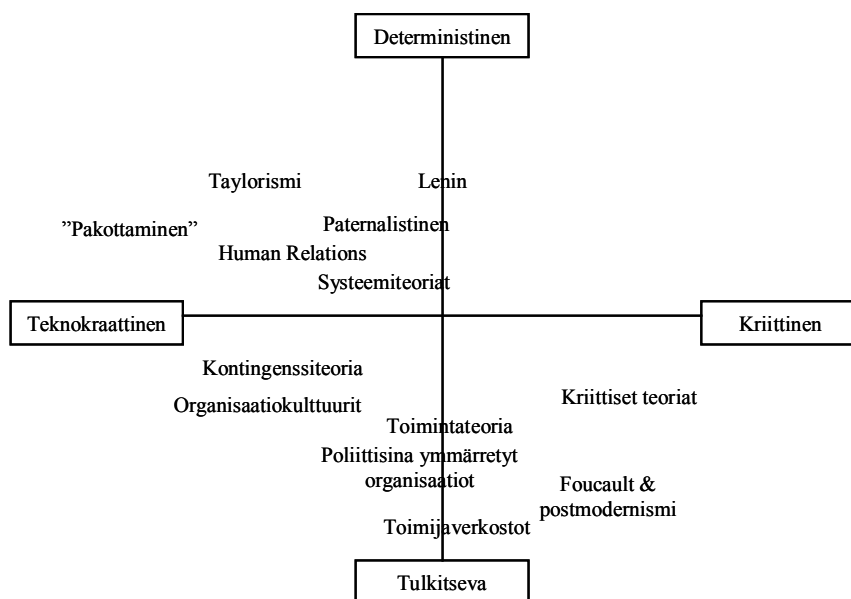 Deterministinen
Taylorismi
Lenin
”Pakottaminen”
Paternalistinen
Human Relations
Systeemiteoriat
Teknokraattinen
Kriittinen
Kontingenssiteoria
Organisaatiokulttuurit
Kriittiset teoriat
Toimintateoria
Poliittisina ymmärretyt
organisaatiot
Foucault &
postmodernismi
Toimijaverkostot
Tulkitseva